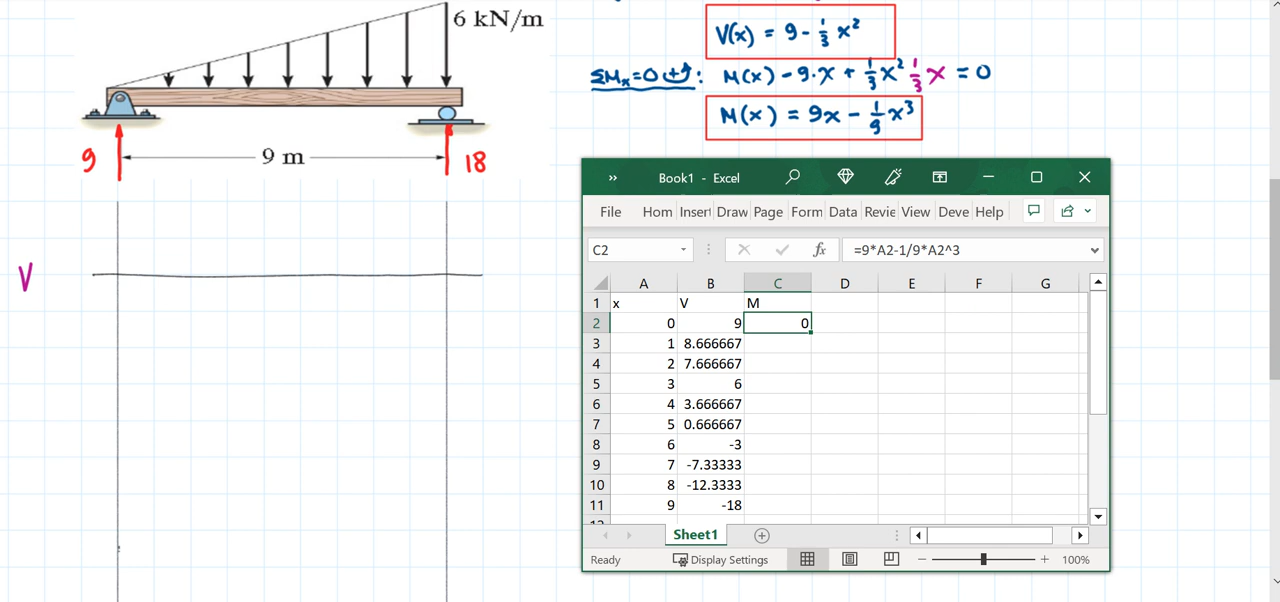 6 kN/m
9
9 m
18
V
V(x) = 9 - 1/3 x²
ΣMx=0 ↺+: M(x) - 9·x + 1/3 x² 1/3 x = 0
M(x) = 9x - 1/9 x³
Book1 - Excel
File Hom Insert Draw Page Form Data Revie View Deve Help
C2 fx =9*A2-1/9*A2^3
A B C D E F G
1 x V M
2 0 9 0
3 1 8.666667
4 2 7.666667
5 3 6
6 4 3.666667
7 5 0.666667
8 6 -3
9 7 -7.33333
10 8 -12.3333
11 9 -18
Sheet1
Ready Display Settings 100%